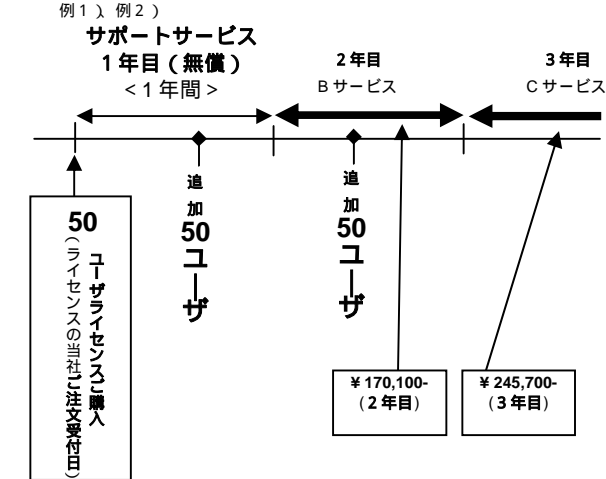 例１）、例２）
サポートサービス
１年目（無償）
＜１年間＞
２年目
Ｂサービス
３年目
Ｃサービス
追加
50
ユーザ
追加
50
ユーザ
50
ユーザライセンスご購入
（ライセンスの当社ご注文受付日）
¥ 170,100-
（２年目）
¥ 245,700-
（３年目）